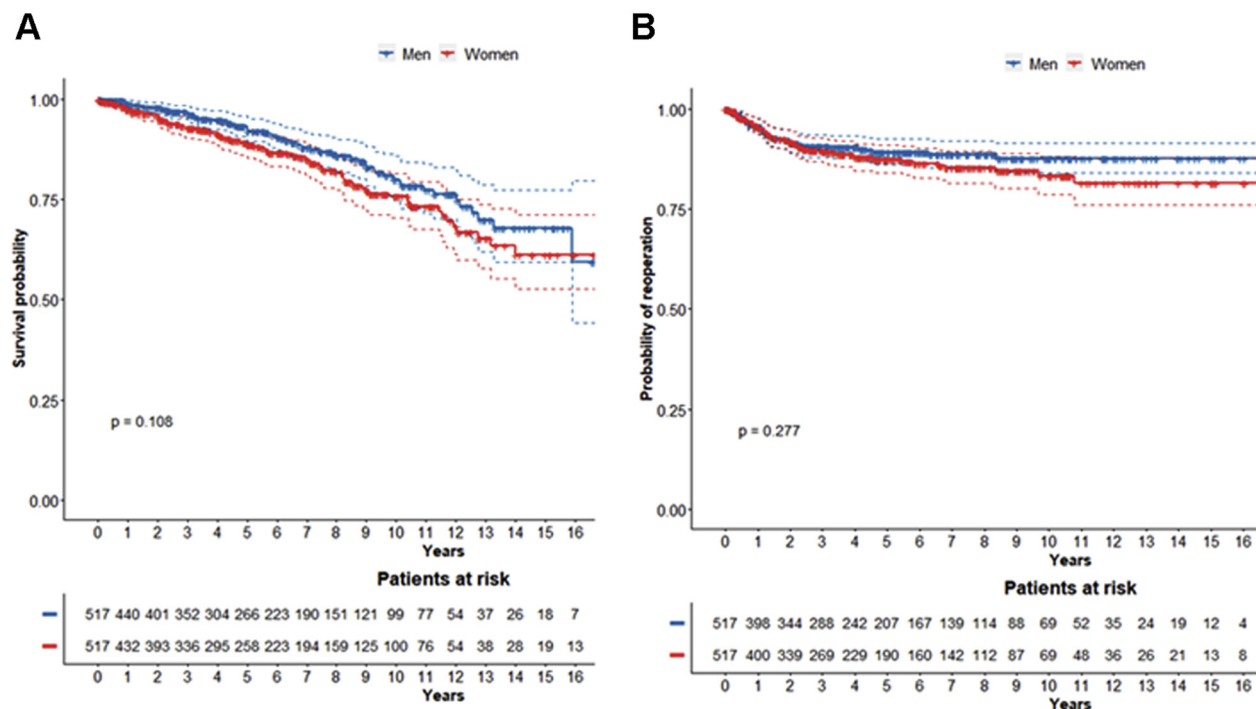 A
Men Women
1.00
0.75
0.50
0.25
0.00
Survival probability
p = 0.108
0 1 2 3 4 5 6 7 8 9 10 11 12 13 14 15 16
Years
Patients at risk
517 440 401 352 304 266 223 190 151 121 99 77 54 37 26 18 7
517 432 393 336 295 258 223 194 159 125 100 76 54 38 28 19 13
0 1 2 3 4 5 6 7 8 9 10 11 12 13 14 15 16
Years
B
Men Women
1.00
0.75
0.50
0.25
0.00
Probability of reoperation
p = 0.277
0 1 2 3 4 5 6 7 8 9 10 11 12 13 14 15 16
Years
Patients at risk
517 398 344 288 242 207 167 139 114 88 69 52 35 24 19 12 4
517 400 339 269 229 190 160 142 112 87 69 48 36 26 21 13 8
0 1 2 3 4 5 6 7 8 9 10 11 12 13 14 15 16
Years